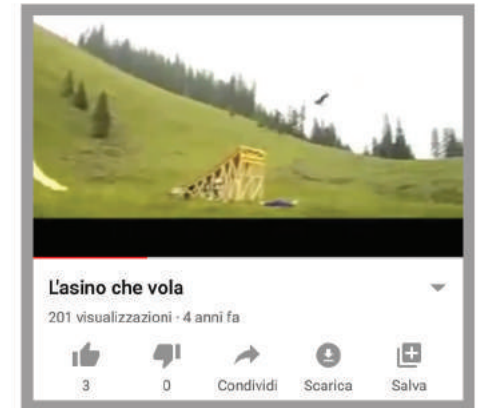 L'asino che vola
201 visualizzazioni · 4 anni fa
3 0 Condividi Scarica Salva